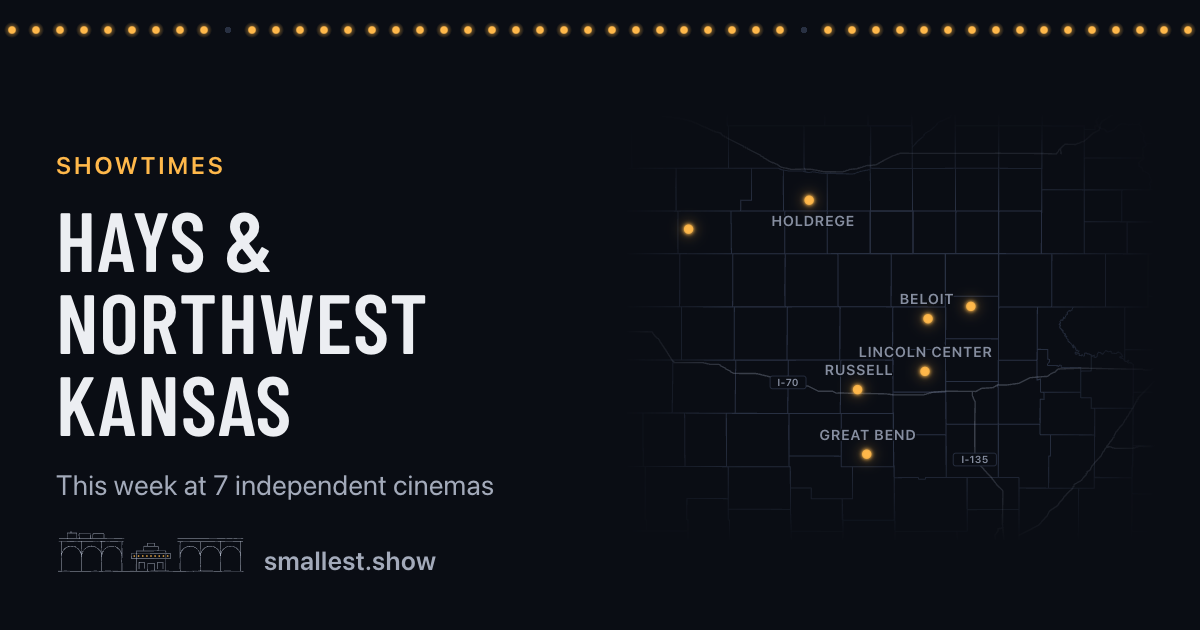 SHOWTIMES
HAYS &
NORTHWEST
KANSAS
This week at 7 independent cinemas
smallest.show
HOLDREGE
BELOIT
LINCOLN CENTER
RUSSELL
I-70
GREAT BEND
I-135